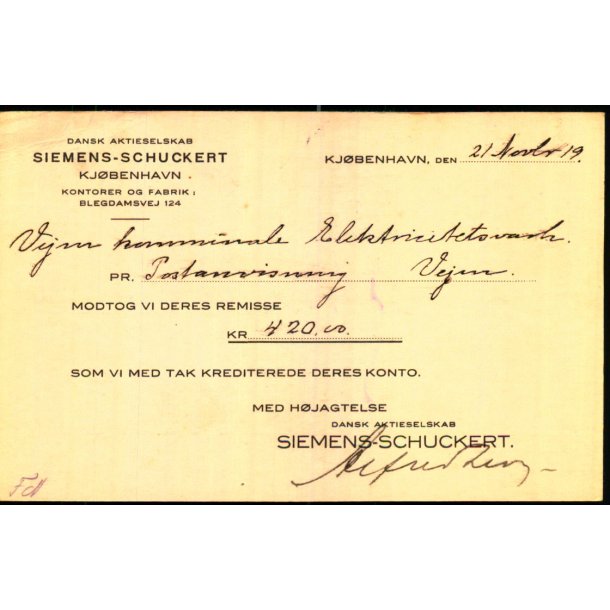 DANSK AKTIESELSKAB
SIEMENS-SCHUCKERT
KJØBENHAVN.
KONTORER OG FABRIK:
BLEGDAMSVEJ 124
KJØBENHAVN, DEN 21 Novbr 19.
Vejen kommunale Elektricitetsværk.
PR. Postanvisning Vejen.
MODTOG VI DERES REMISSE
KR 420.00
SOM VI MED TAK KREDITEREDE DERES KONTO.
MED HØJAGTELSE
DANSK AKTIESELSKAB
SIEMENS-SCHUCKERT.
Alfred